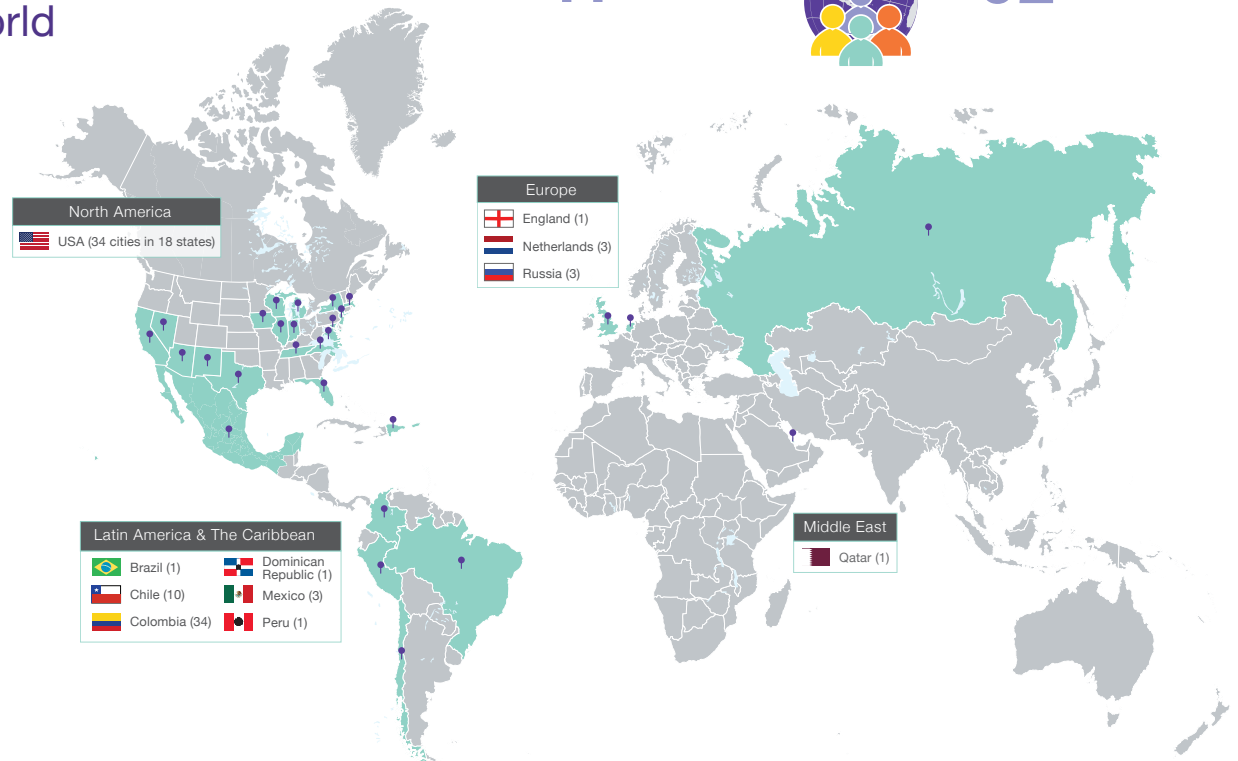 North America
USA (34 cities in 18 states)
Europe
England (1)
Netherlands (3)
Russia (3)
Latin America & The Caribbean
Brazil (1)
Chile (10)
Colombia (34)
Dominican
Republic (1)
Mexico (3)
Peru (1)
Middle East
Qatar (1)